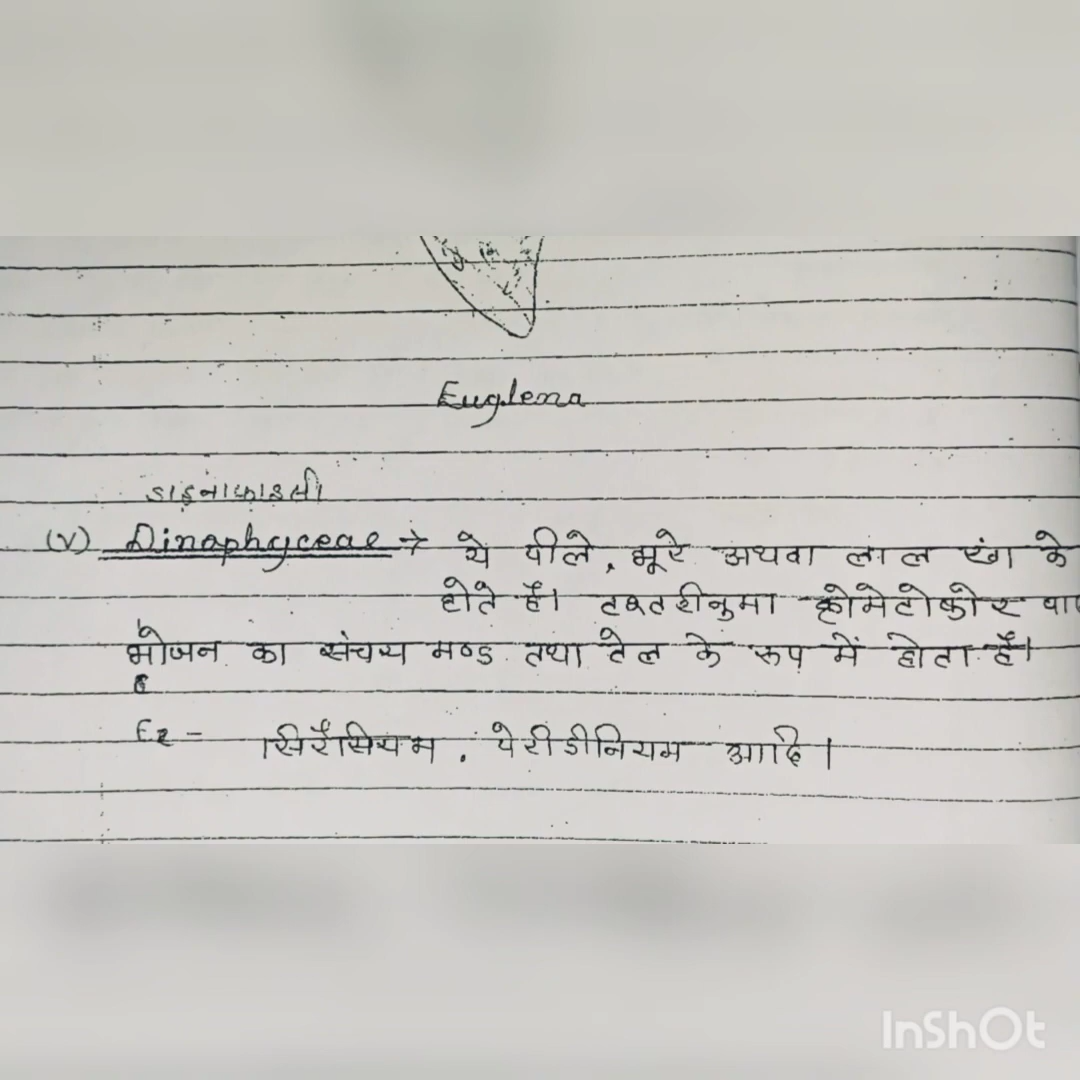 Euglena
डाइनाफाइसी
(V) Dinophyceae → ये पीले, भूरे अथवा लाल रंग के
होते हैं। तश्तरीनुमा क्रोमेटोफोर
भोजन का संचय मण्ड तथा तेल के रूप में होता है।
Ex - सिरैसियम, पेरीडीनियम आदि।
InShOt